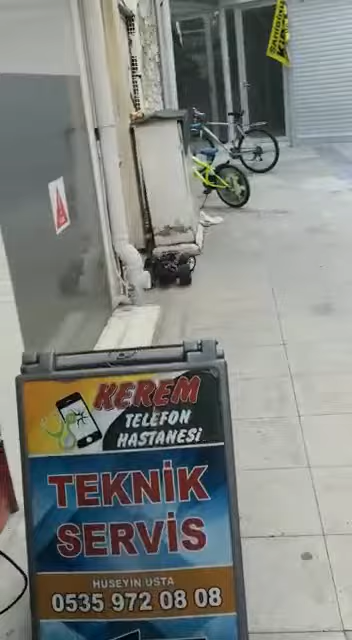 KEREM
TELEFON
HASTANESİ
TEKNİK
SERVİS
HÜSEYİN USTA
0535 972 08 08